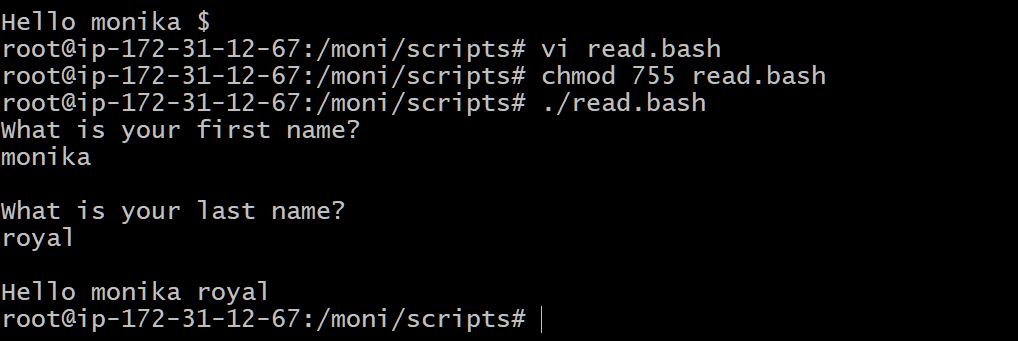 Hello monika $
root@ip-172-31-12-67:/moni/scripts# vi read.bash
root@ip-172-31-12-67:/moni/scripts# chmod 755 read.bash
root@ip-172-31-12-67:/moni/scripts# ./read.bash
What is your first name?
monika
What is your last name?
royal
Hello monika royal
root@ip-172-31-12-67:/moni/scripts#